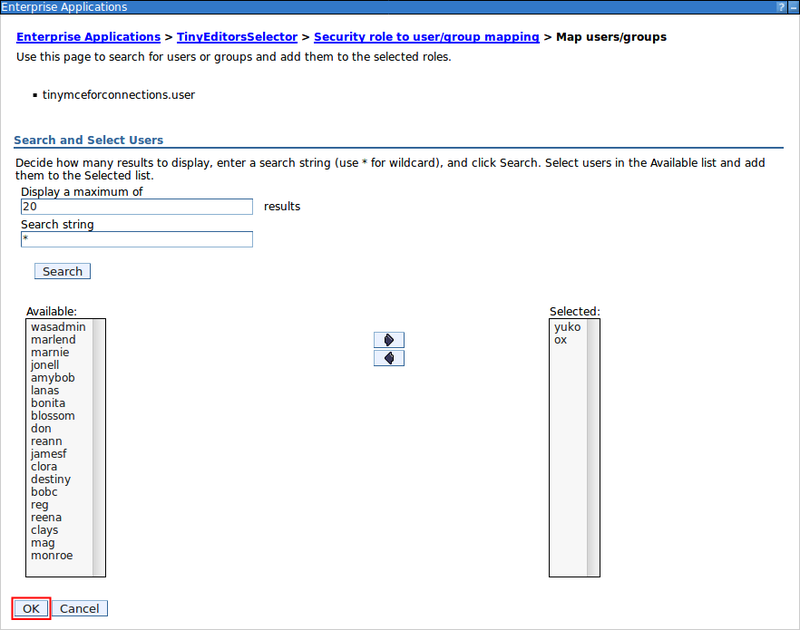 Enterprise Applications ? –
Enterprise Applications > TinyEditorsSelector > Security role to user/group mapping > Map users/groups
Use this page to search for users or groups and add them to the selected roles.
▪ tinymceforconnections.user
Search and Select Users
Decide how many results to display, enter a search string (use * for wildcard), and click Search. Select users in the Available list and add
them to the Selected list.
Display a maximum of
20 results
Search string
*
Search
Available:
wasadmin
marlend
marnie
jonell
amybob
lanas
bonita
blossom
don
reann
jamesf
clora
destiny
bobc
reg
reena
clays
mag
monroe
Selected:
yuko
ox
OK Cancel